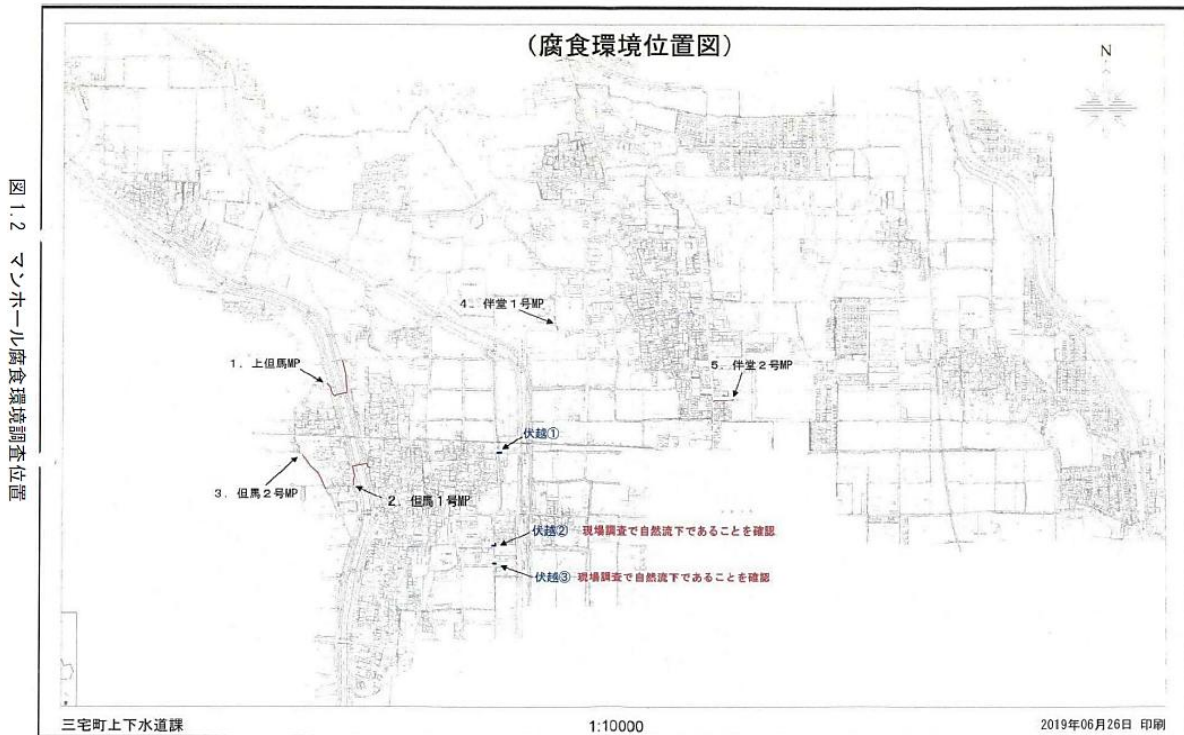 (腐食環境位置図)
N
4. 伴堂1号MP
1. 上但馬MP
5. 伴堂2号MP
伏越①
3. 但馬2号MP
2. 但馬1号MP
伏越② 現場調査で自然流下であることを確認
伏越③ 現場調査で自然流下であることを確認
三宅町上下水道課
1:10000
2019年06月26日 印刷
図1.2 マンホール腐食環境調査位置